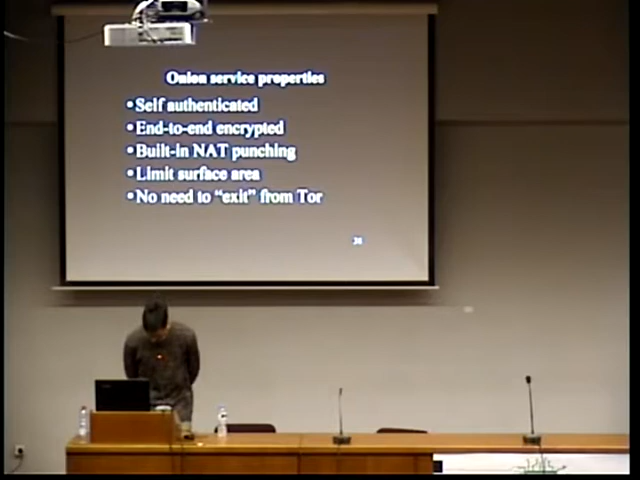 Onion service properties
• Self authenticated
• End-to-end encrypted
• Built-in NAT punching
• Limit surface area
• No need to “exit” from Tor